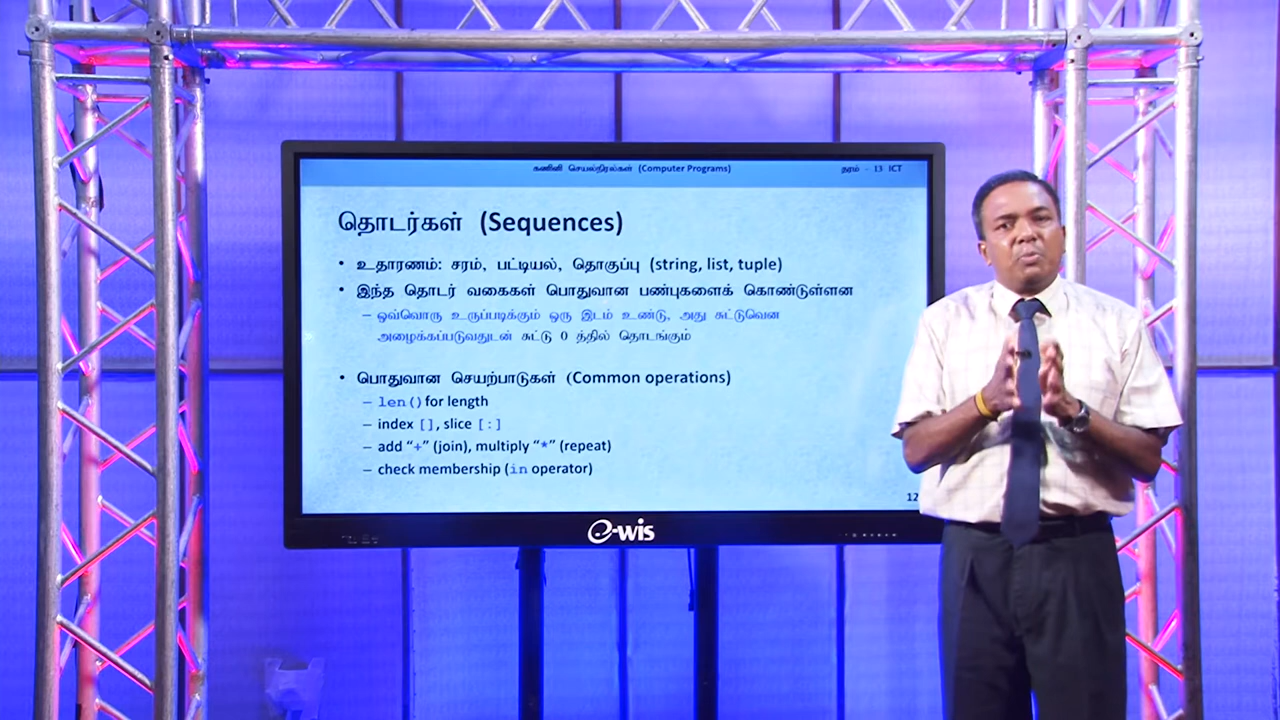 கணினி செயல்நிரல்கள் (Computer Programs)
தரம் - 13 ICT
தொடர்கள் (Sequences)
• உதாரணம்: சரம், பட்டியல், தொகுப்பு (string, list, tuple)
• இந்த தொடர் வகைகள் பொதுவான பண்புகளைக் கொண்டுள்ளன
– ஒவ்வொரு உருப்படிக்கும் ஒரு இடம் உண்டு, அது சுட்டுவென
அழைக்கப்படுவதுடன் சுட்டு 0 த்தில் தொடங்கும்
• பொதுவான செயற்பாடுகள் (Common operations)
– len() for length
– index [], slice [:]
– add “+” (join), multiply “*” (repeat)
– check membership (in operator)
12
e-wis